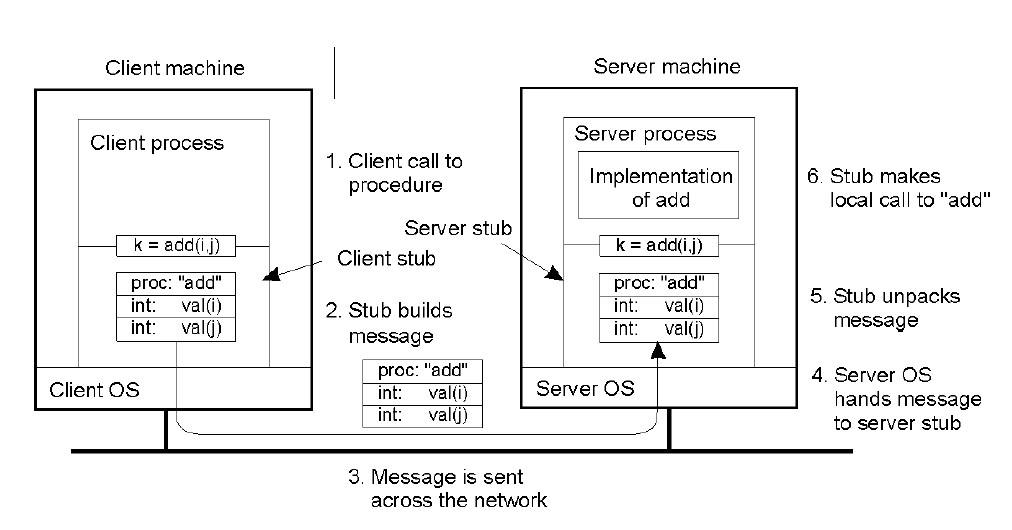 Client machine
Server machine
Client process
1. Client call to
procedure
Server process
Implementation
of add
6. Stub makes
local call to "add"
Server stub
k = add(i,j)
Client stub
k = add(i,j)
proc: "add"
int: val(i)
int: val(j)
2. Stub builds
message
proc: "add"
int: val(i)
int: val(j)
proc: "add"
int: val(i)
int: val(j)
5. Stub unpacks
message
Client OS
Server OS
4. Server OS
hands message
to server stub
3. Message is sent
across the network